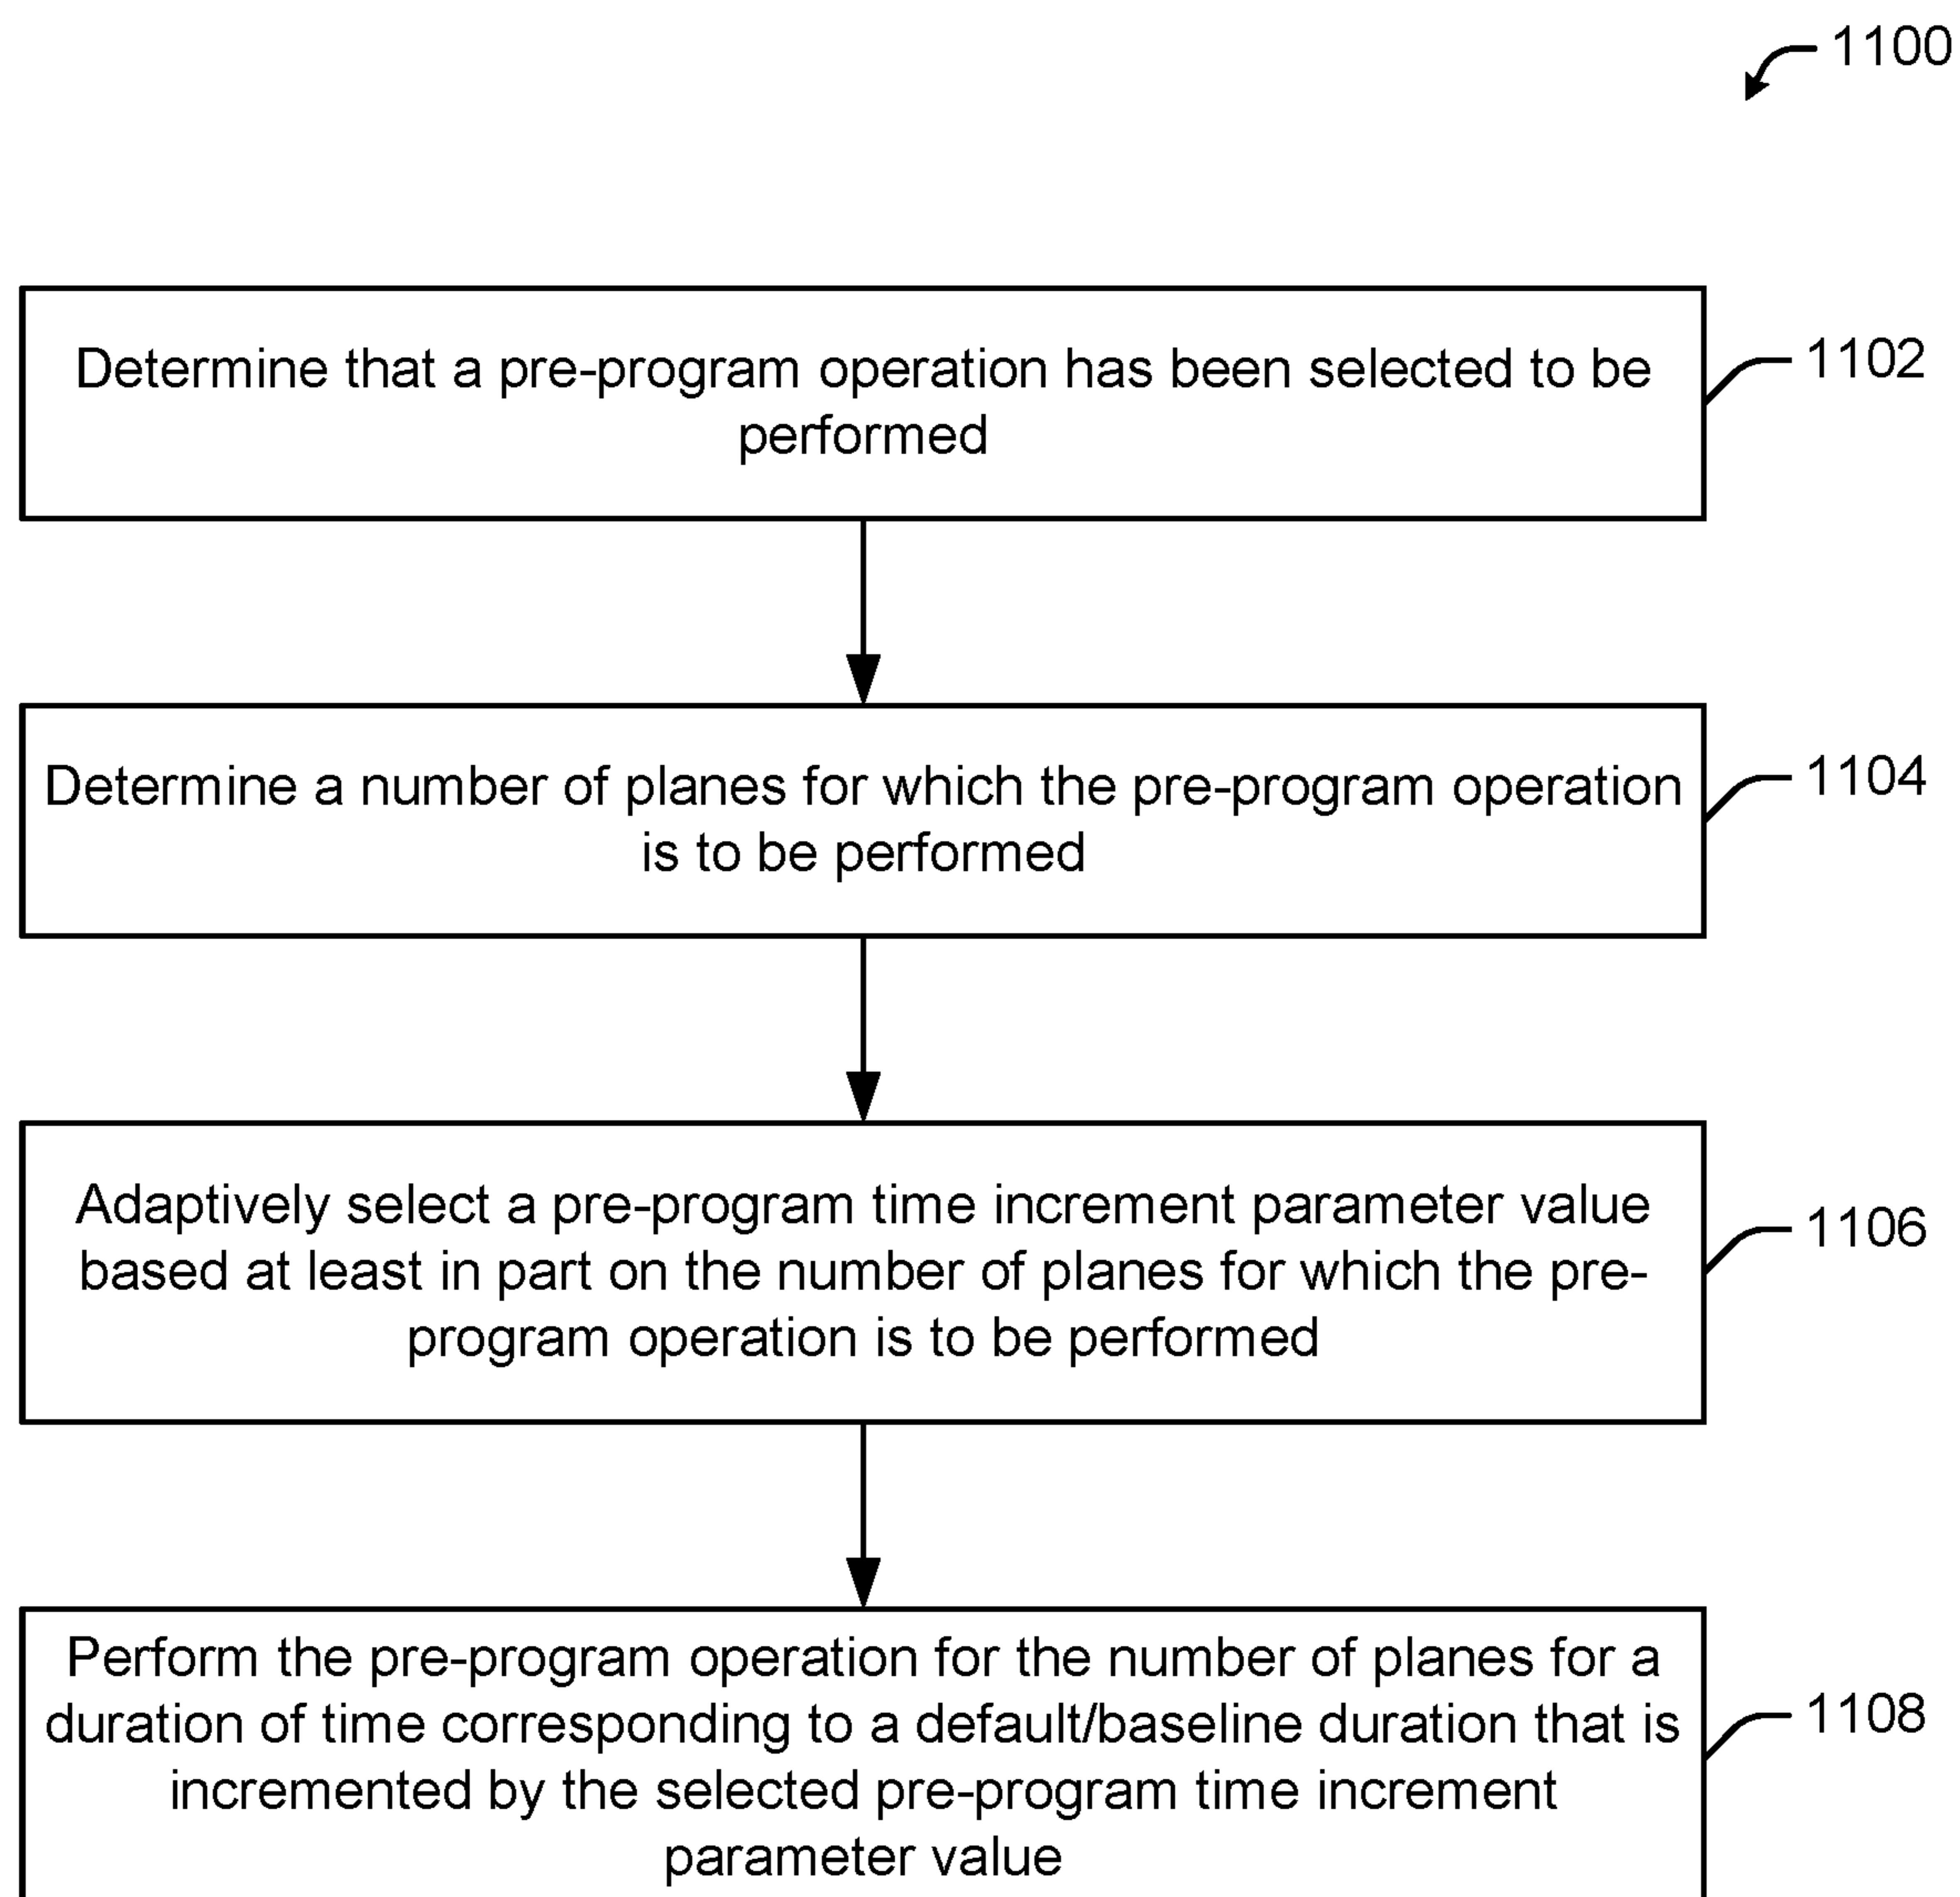 1100
Determine that a pre-program operation has been selected to be
performed
1102
Determine a number of planes for which the pre-program operation
is to be performed
1104
Adaptively select a pre-program time increment parameter value
based at least in part on the number of planes for which the pre-
program operation is to be performed
1106
Perform the pre-program operation for the number of planes for a
duration of time corresponding to a default/baseline duration that is
incremented by the selected pre-program time increment
parameter value
1108